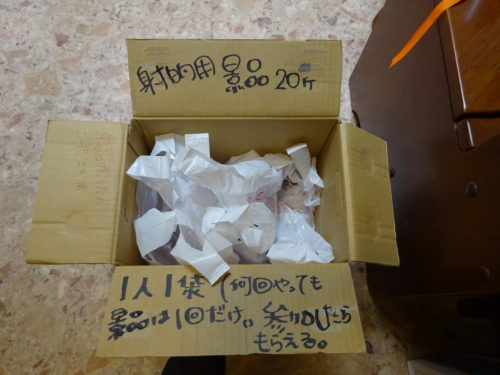 射的用 景品 20ケ
1人1袋(何回やっても
景品は1回だけ。参加したら
もらえる。